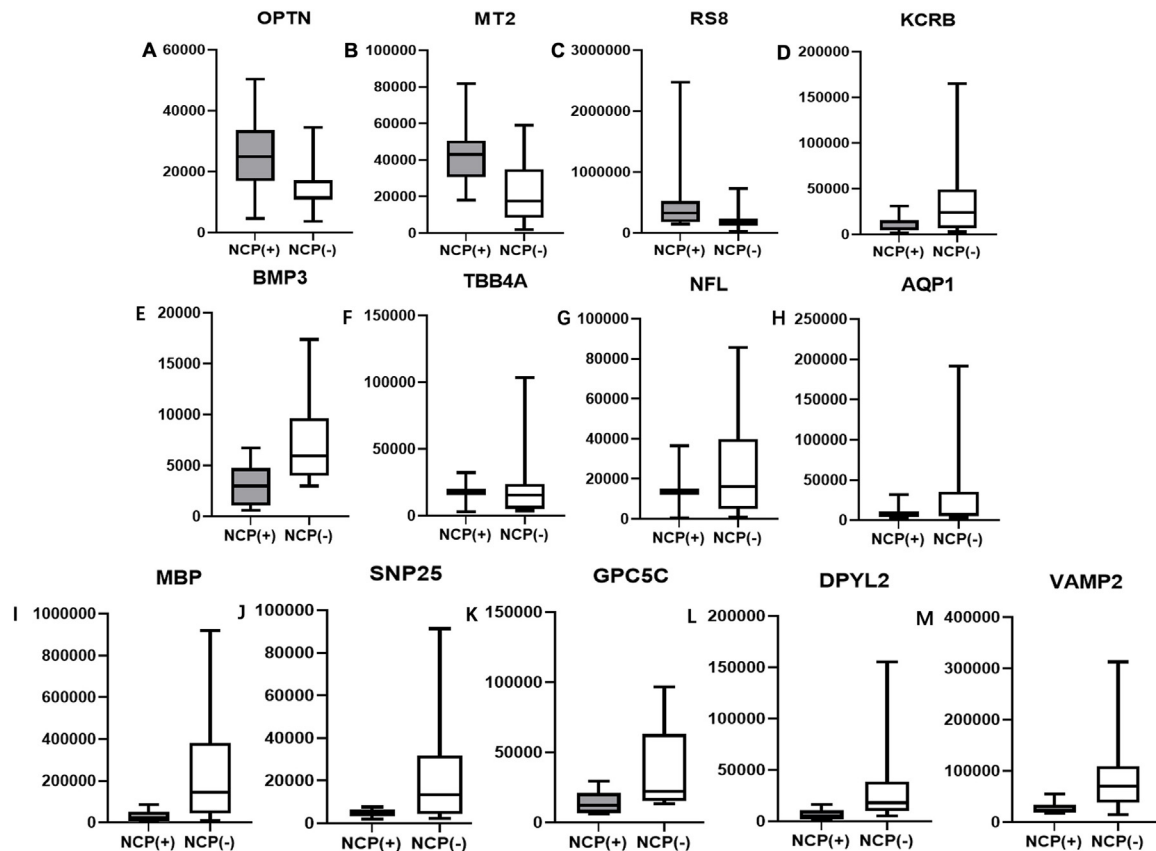 OPTN
A
60000
40000
20000
0
NCP(+) NCP(-)
MT2
B
100000
80000
60000
40000
20000
0
NCP(+) NCP(-)
RS8
C
3000000
2000000
1000000
0
NCP(+) NCP(-)
KCRB
D
200000
150000
100000
50000
0
NCP(+) NCP(-)
BMP3
E
20000
15000
10000
5000
0
NCP(+) NCP(-)
TBB4A
F
150000
100000
50000
0
NCP(+) NCP(-)
NFL
G
100000
80000
60000
40000
20000
0
NCP(+) NCP(-)
AQP1
H
250000
200000
150000
100000
50000
0
NCP(+) NCP(-)
MBP
I
1000000
800000
600000
400000
200000
0
NCP(+) NCP(-)
SNP25
J
100000
80000
60000
40000
20000
0
NCP(+) NCP(-)
GPC5C
K
150000
100000
50000
0
NCP(+) NCP(-)
DPYL2
L
200000
150000
100000
50000
0
NCP(+) NCP(-)
VAMP2
M
400000
300000
200000
100000
0
NCP(+) NCP(-)